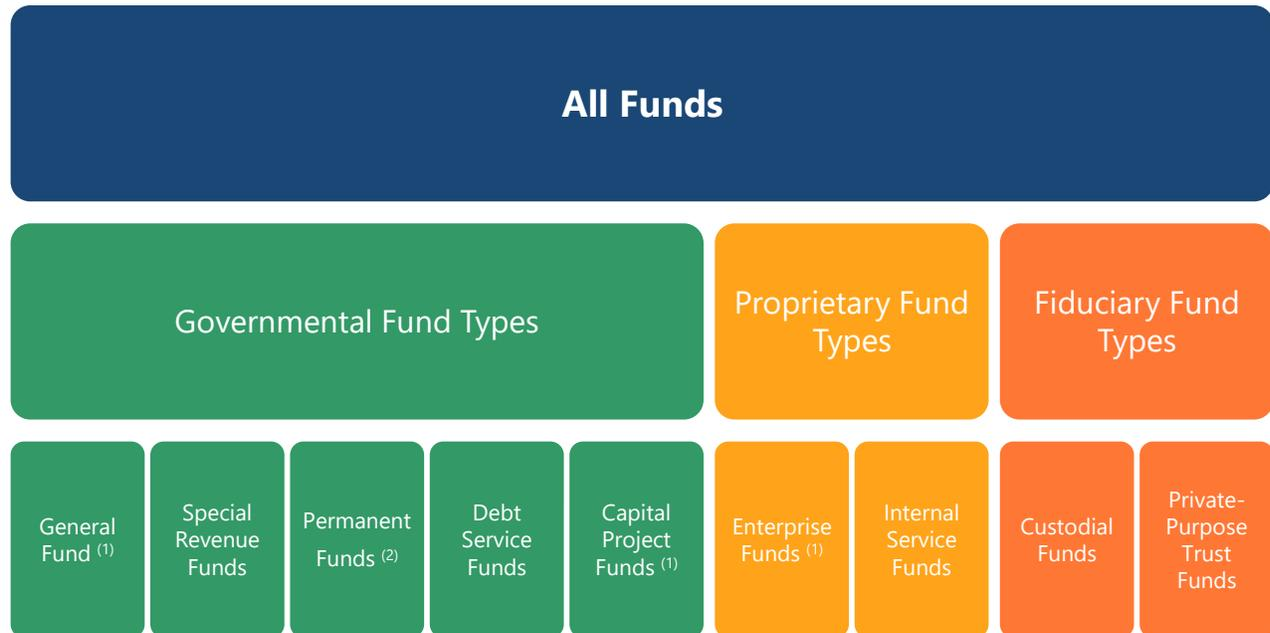 All Funds
Governmental Fund Types
Proprietary Fund
Types
Fiduciary Fund
Types
General
Fund (1)
Special
Revenue
Funds
Permanent
Funds (2)
Debt
Service
Funds
Capital
Project
Funds (1)
Enterprise
Funds (1)
Internal
Service
Funds
Custodial
Funds
Private-
Purpose
Trust
Funds